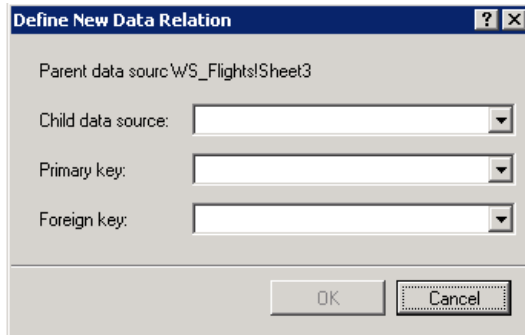 Define New Data Relation
Parent data sourc WS_Flights!Sheet3
Child data source:
Primary key:
Foreign key:
OK Cancel